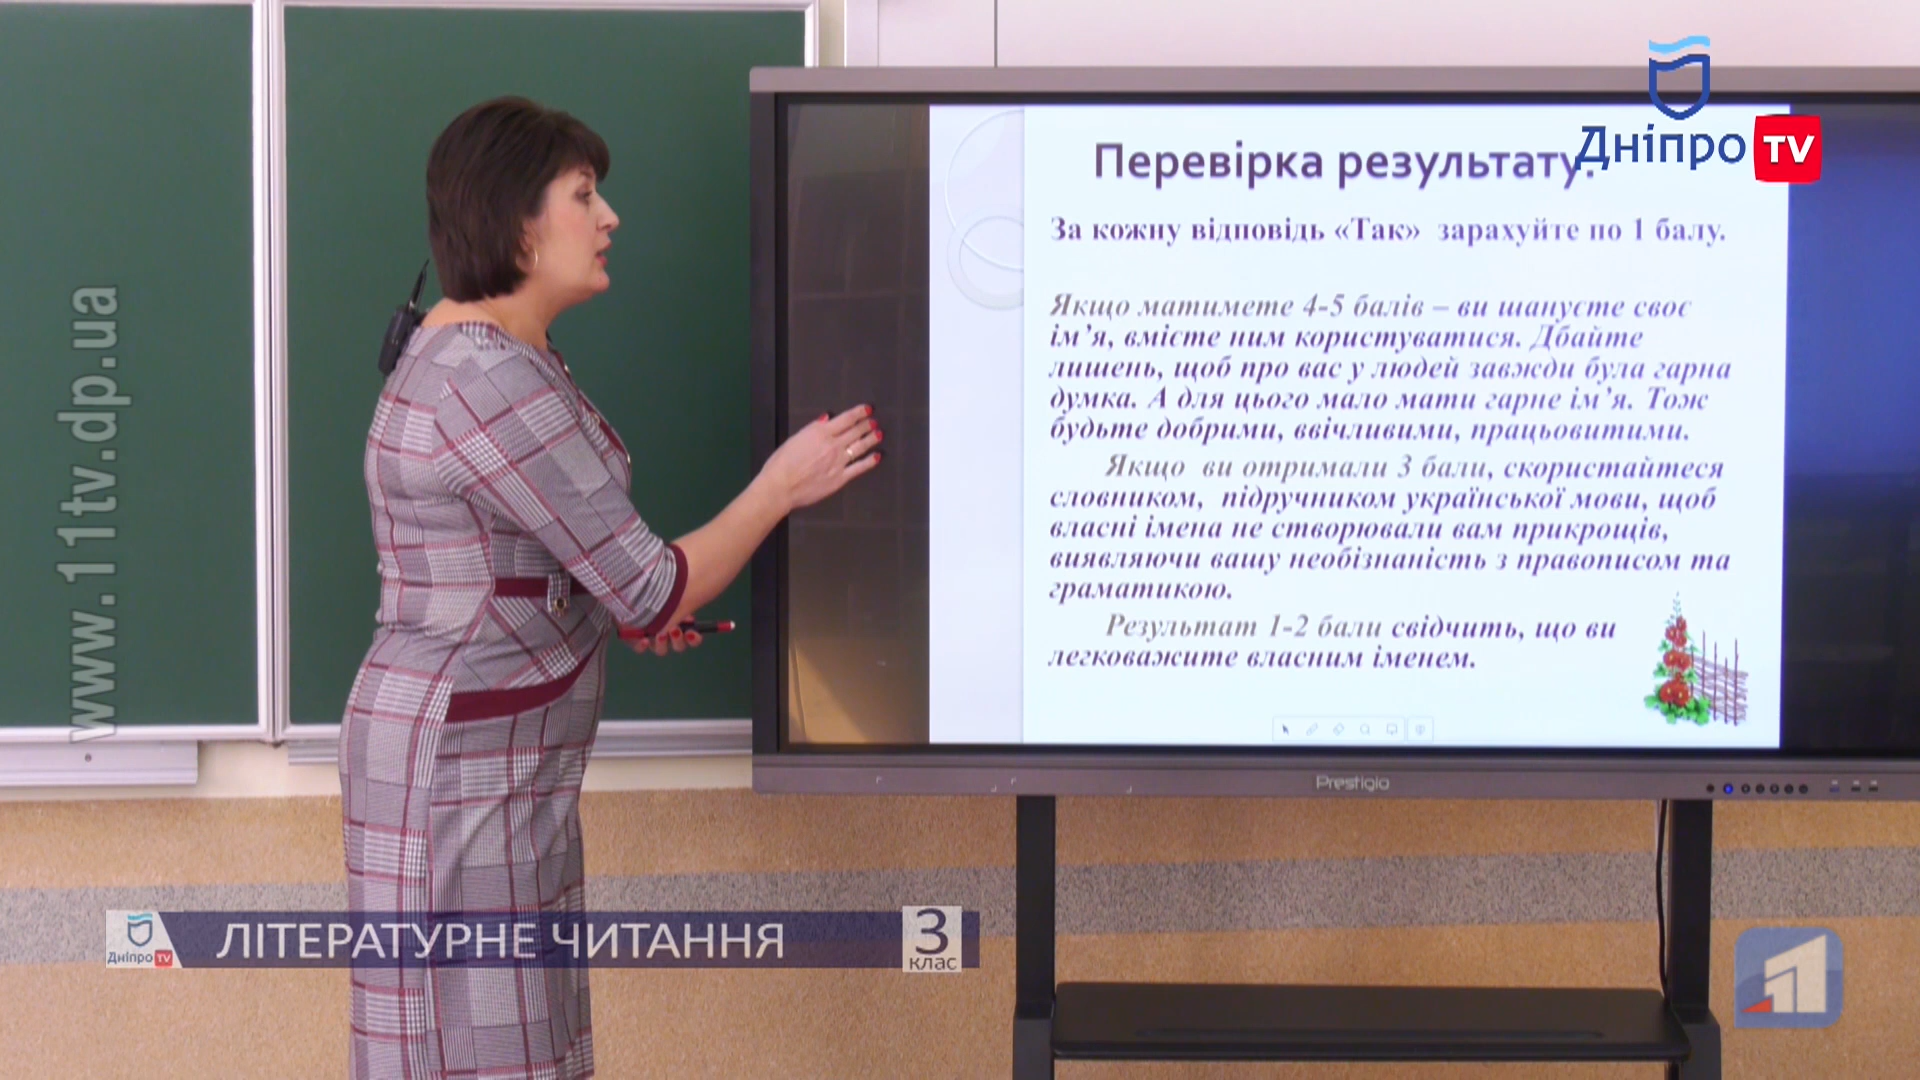 Дніпро TV
Перевірка результату.
За кожну відповідь «Так» зарахуйте по 1 балу.
Якщо матимете 4-5 балів – ви шануєте своє
ім’я, вмієте ним користуватися. Дбайте
лишень, щоб про вас у людей завжди була гарна
думка. А для цього мало мати гарне ім’я. Тож
будьте добрими, ввічливими, працьовитими.
Якщо ви отримали 3 бали, скористайтеся
словником, підручником української мови, щоб
власні імена не створювали вам прикрощів,
виявляючи вашу необізнаність з правописом та
граматикою.
Результат 1-2 бали свідчить, що ви
легковажите власним іменем.
Prestigio
www.11tv.dp.ua
Дніпро TV
ЛІТЕРАТУРНЕ ЧИТАННЯ
3
клас
11